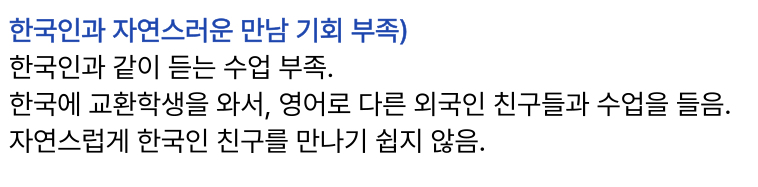 한국인과 자연스러운 만남 기회 부족)
한국인과 같이 듣는 수업 부족.
한국에 교환학생을 와서, 영어로 다른 외국인 친구들과 수업을 들음.
자연스럽게 한국인 친구를 만나기 쉽지 않음.